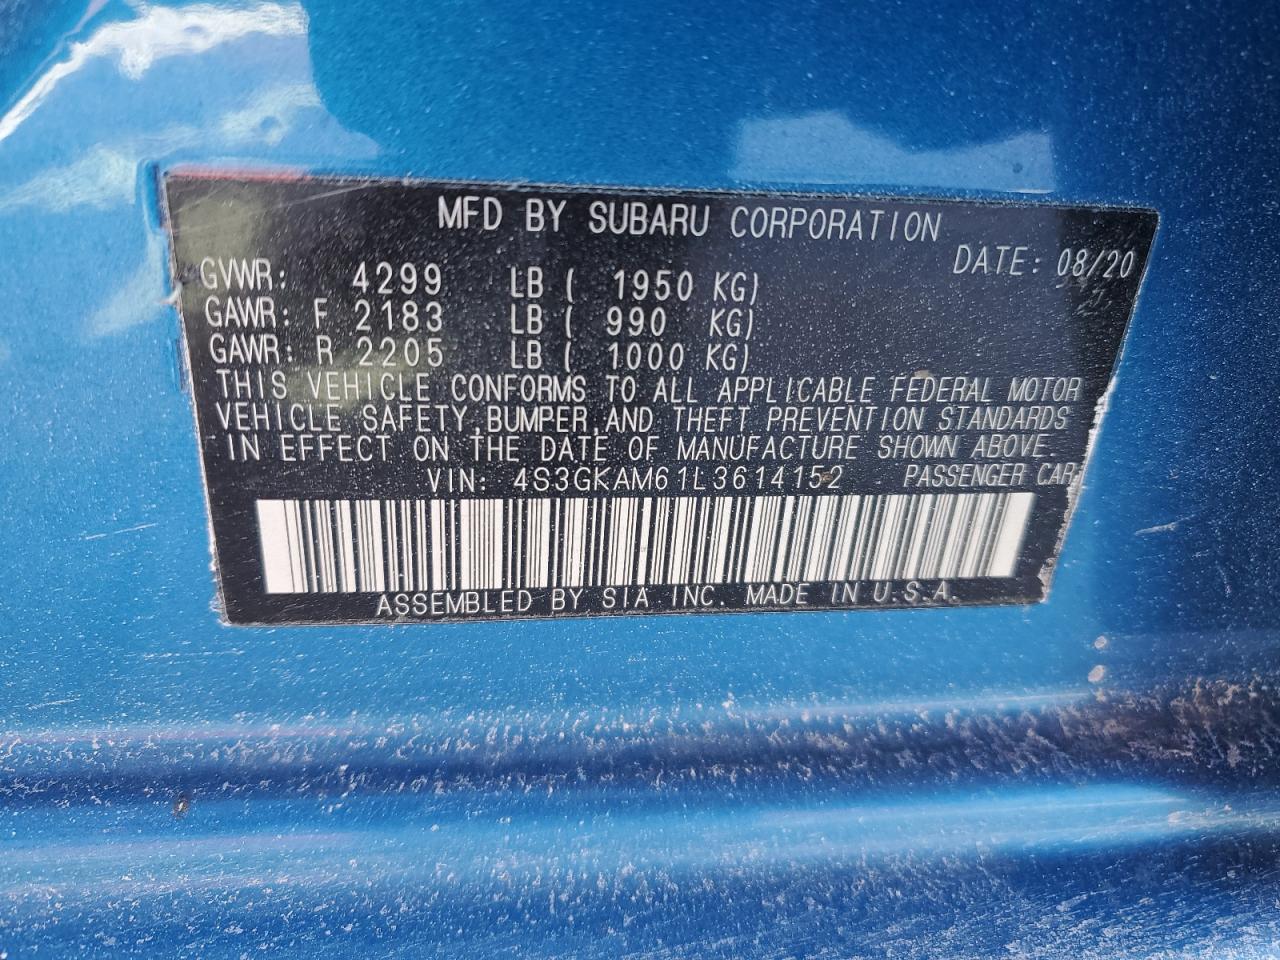 MFD BY SUBARU CORPORATION
DATE: 08/20
GVWR: 4299 LB ( 1950 KG)
GAWR: F 2183 LB ( 990 KG)
GAWR: R 2205 LB ( 1000 KG)
THIS VEHICLE CONFORMS TO ALL APPLICABLE FEDERAL MOTOR
VEHICLE SAFETY, BUMPER, AND THEFT PREVENTION STANDARDS
IN EFFECT ON THE DATE OF MANUFACTURE SHOWN ABOVE.
VIN: 4S3GKAM61L3614152 PASSENGER CAR
ASSEMBLED BY SIA INC. MADE IN U.S.A.